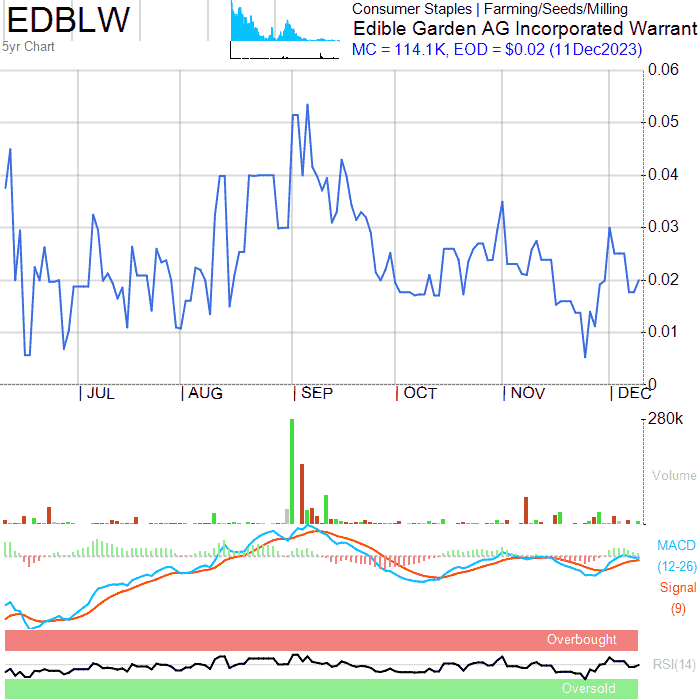 EDBLW
5yr Chart
Consumer Staples | Farming/Seeds/Milling
Edible Garden AG Incorporated Warrant
MC = 114.1K, EOD = $0.02 (11Dec2023)
0.06
0.05
0.04
0.03
0.02
0.01
0
JUL AUG SEP OCT NOV DEC
280k
Volume
MACD
(12-26)
Signal
(9)
Overbought
RSI(14)
Oversold